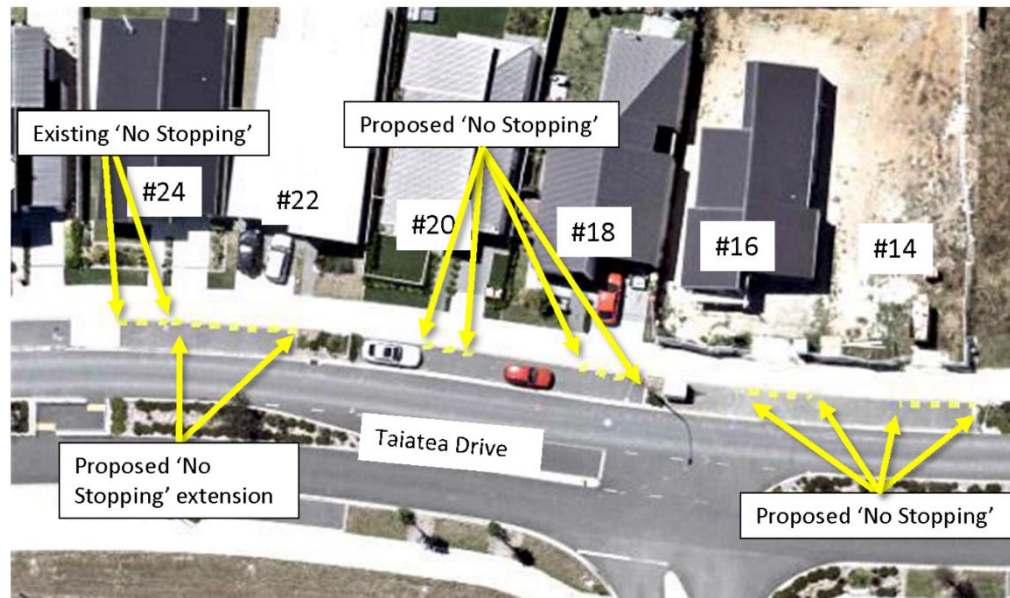 Existing ‘No Stopping’
Proposed ‘No Stopping’
#24
#22
#20
#18
#16
#14
Taiatea Drive
Proposed ‘No
Stopping’ extension
Proposed ‘No Stopping’